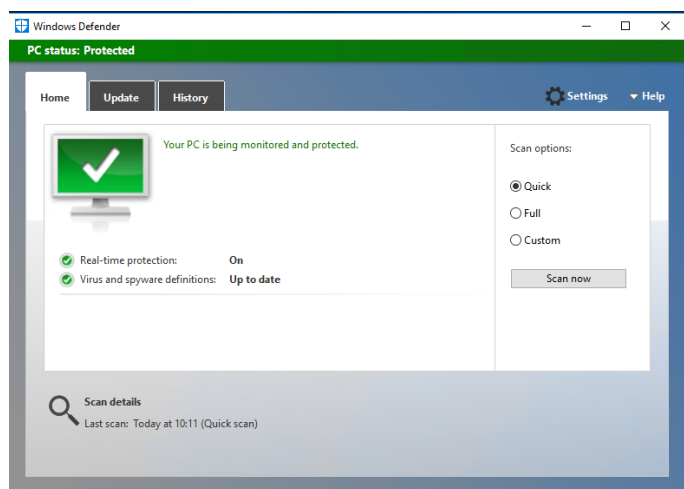 Windows Defender
PC status: Protected
Home
Update
History
Settings
Help
Your PC is being monitored and protected.
Real-time protection: On
Virus and spyware definitions: Up to date
Scan options:
Quick
Full
Custom
Scan now
Scan details
Last scan: Today at 10:11 (Quick scan)